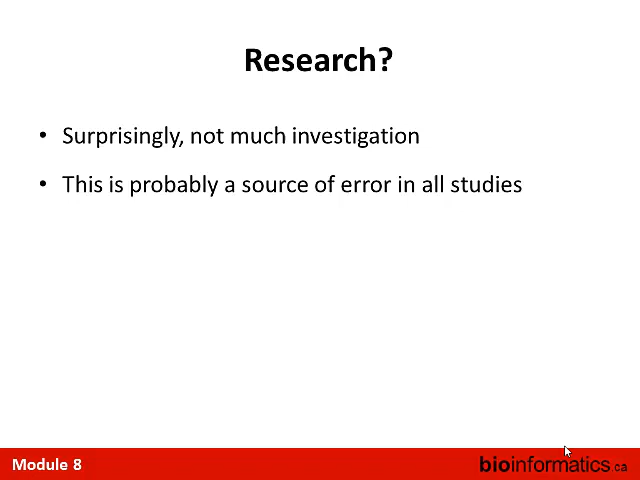 Research?
• Surprisingly, not much investigation
• This is probably a source of error in all studies
Module 8
bioinformatics.ca